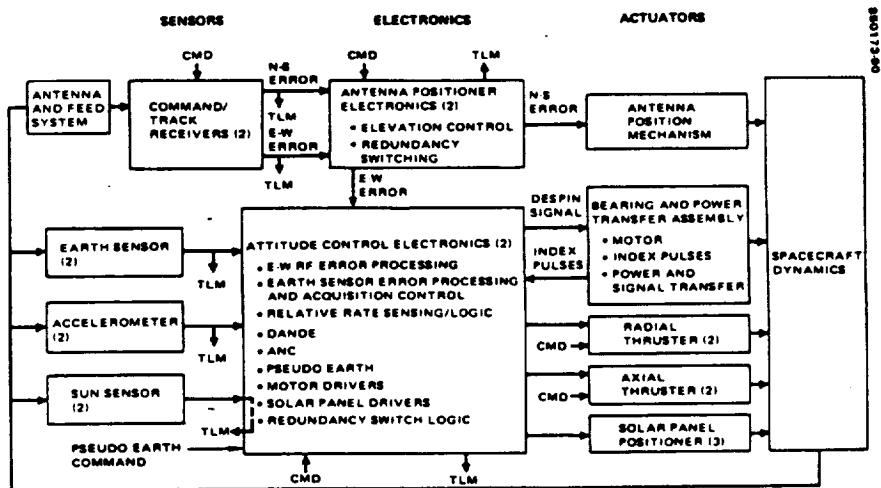 SENSORS
ELECTRONICS
ACTUATORS
CMD
N-S
ERROR
CMD
TLM
ANTENNA
AND FEED
SYSTEM
COMMAND/
TRACK
RECEIVERS (2)
TLM
E-W
ERROR
TLM
ANTENNA POSITIONER
ELECTRONICS (2)
• ELEVATION CONTROL
• REDUNDANCY
SWITCHING
N-S
ERROR
ANTENNA
POSITION
MECHANISM
E-W
ERROR
EARTH SENSOR
(2)
TLM
ACCELEROMETER
(2)
TLM
SUN SENSOR
(2)
TLM
PSEUDO EARTH
COMMAND
ATTITUDE CONTROL ELECTRONICS (2)
• E-W RF ERROR PROCESSING
• EARTH SENSOR ERROR PROCESSING
AND ACQUISITION CONTROL
• RELATIVE RATE SENSING/LOGIC
• DANDE
• ANC
• PSEUDO EARTH
• MOTOR DRIVERS
• SOLAR PANEL DRIVERS
• REDUNDANCY SWITCH LOGIC
CMD
TLM
DESPIN
SIGNAL
INDEX
PULSES
BEARING AND POWER
TRANSFER ASSEMBLY
• MOTOR
• INDEX PULSES
• POWER AND
SIGNAL TRANSFER
CMD
RADIAL
THRUSTER (2)
CMD
AXIAL
THRUSTER (2)
SOLAR PANEL
POSITIONER (3)
SPACECRAFT
DYNAMICS